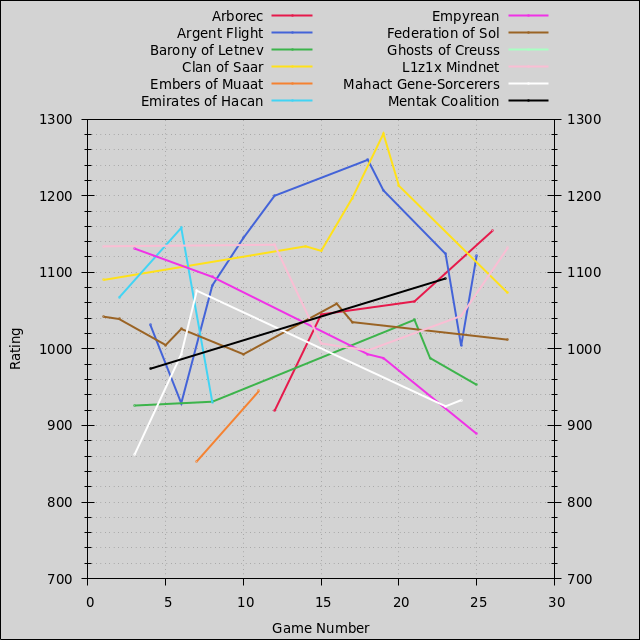 Arborec Empyrean
Argent Flight Federation of Sol
Barony of Letnev Ghosts of Creuss
Clan of Saar L1z1x Mindnet
Embers of Muaat Mahact Gene-Sorcerers
Emirates of Hacan Mentak Coalition
1300 1300
1200 1200
1100 1100
Rating
1000 1000
900 900
800 800
700 700
0 5 10 15 20 25 30
Game Number